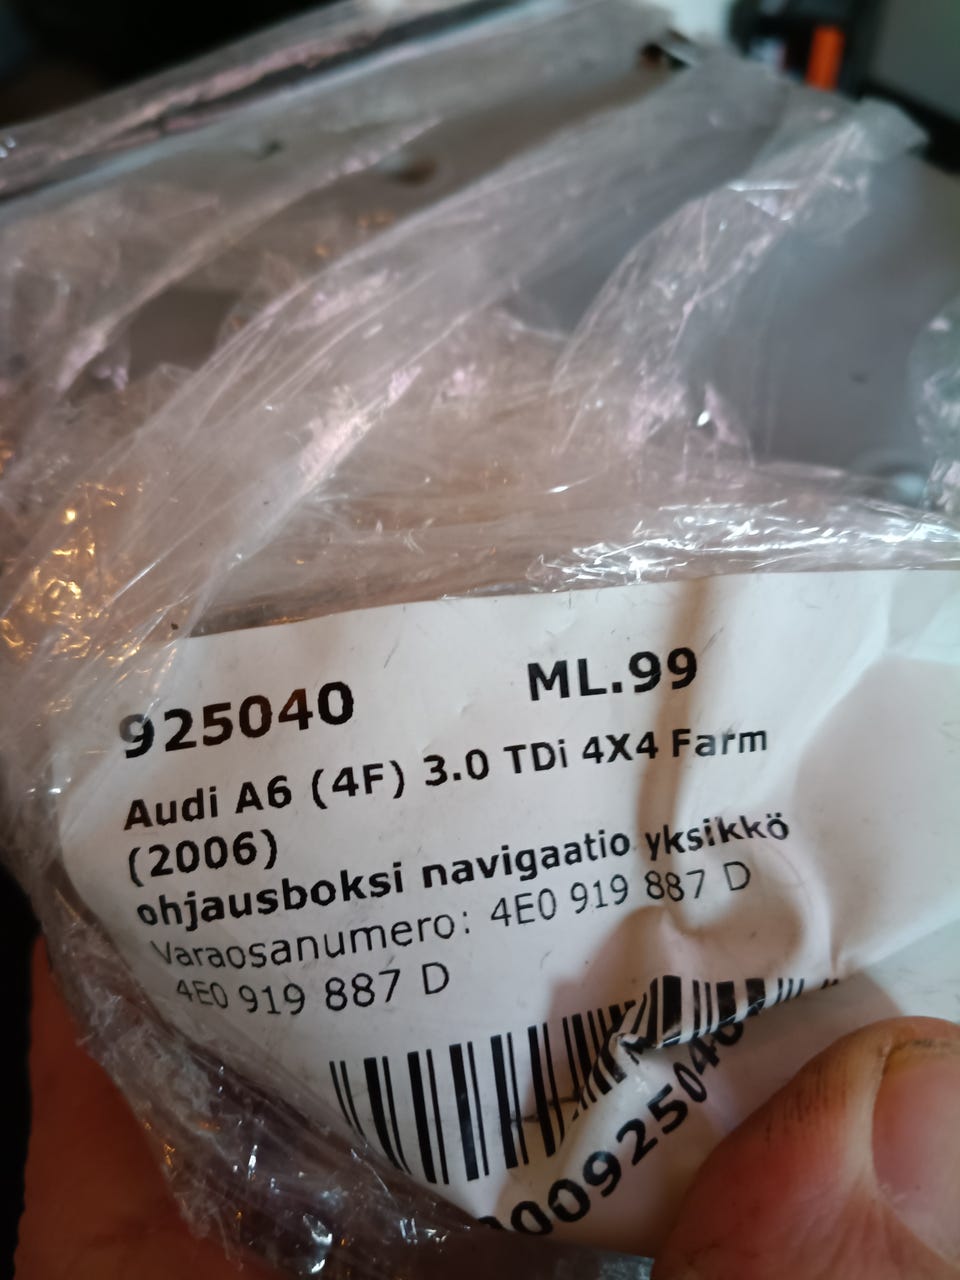 925040 ML.99
Audi A6 (4F) 3.0 TDi 4X4 Farm
(2006)
ohjausboksi navigaatio yksikkö
Varaosanumero: 4E0 919 887 D
4E0 919 887 D
000925040